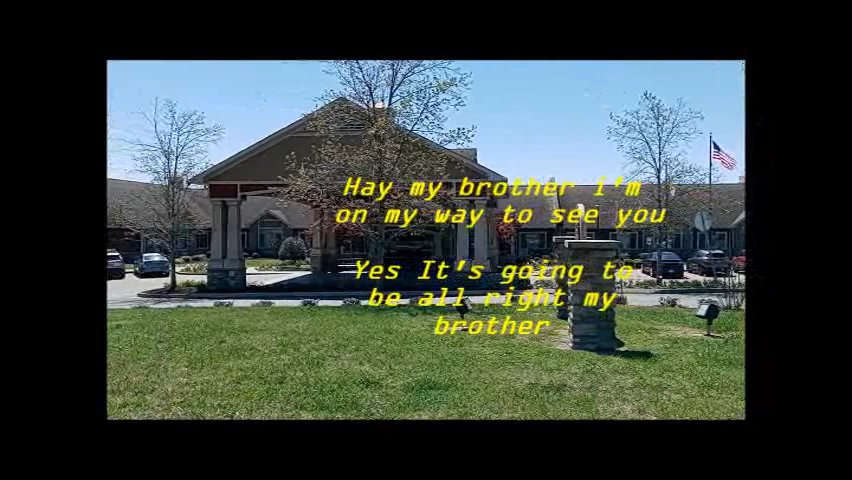 Hay my brother I'm
on my way to see you
Yes It's going to
be all right my
brother